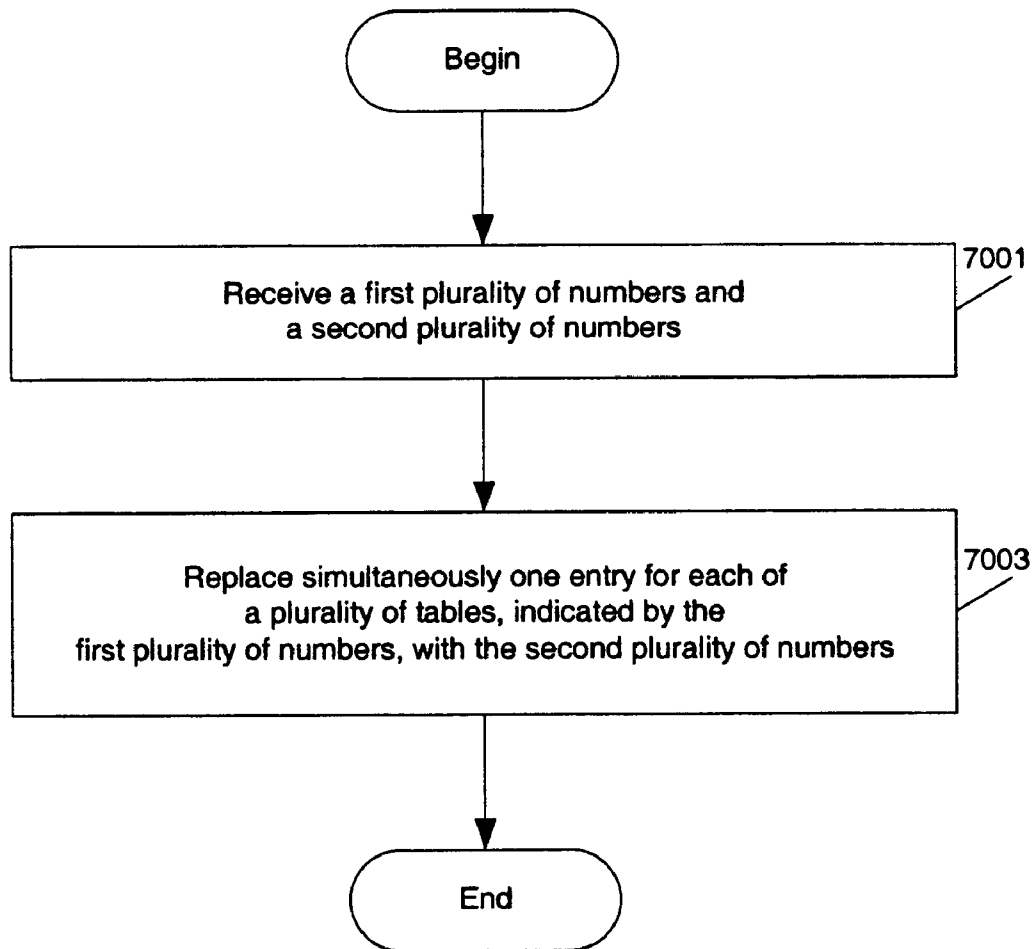 Begin
7001
Receive a first plurality of numbers and
a second plurality of numbers
7003
Replace simultaneously one entry for each of
a plurality of tables, indicated by the
first plurality of numbers, with the second plurality of numbers
End